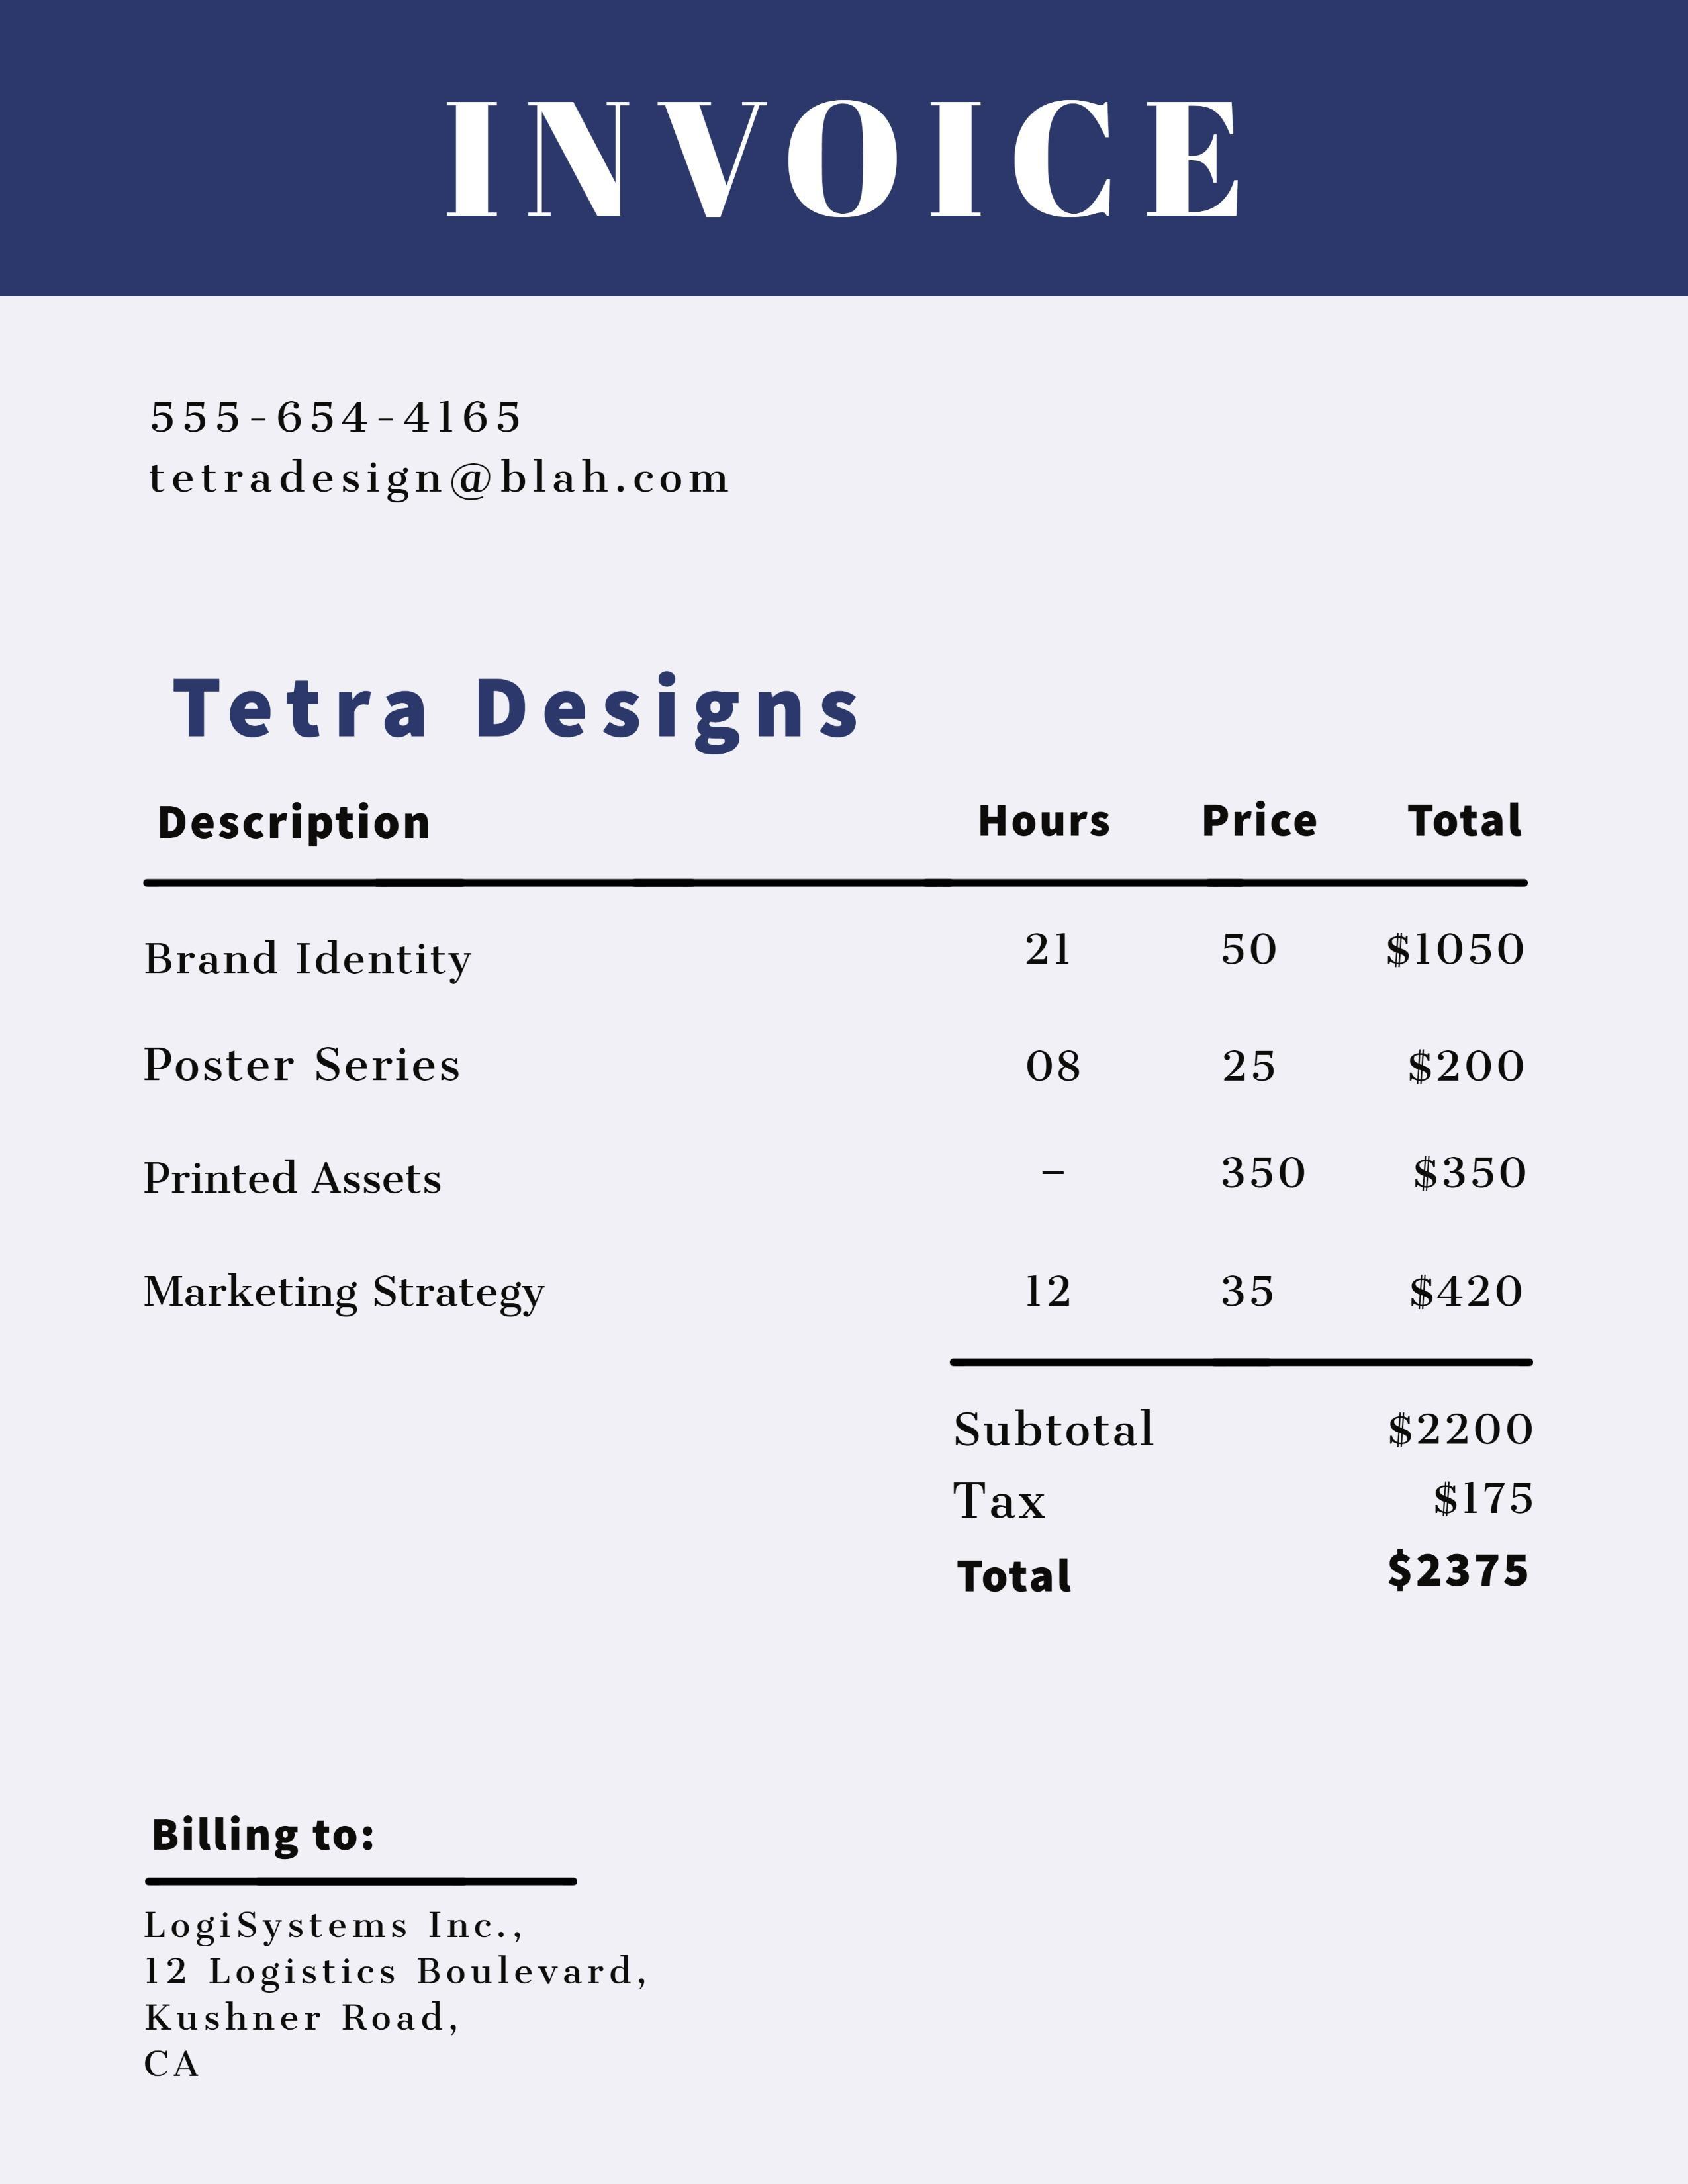 INVOICE
555-654-4165
tetradesign@blah.com
Tetra Designs
Description Hours Price Total
Brand Identity 21 50 $1050
Poster Series 08 25 $200
Printed Assets – 350 $350
Marketing Strategy 12 35 $420
Subtotal $2200
Tax $175
Total $2375
Billing to:
LogiSystems Inc.,
12 Logistics Boulevard,
Kushner Road,
CA